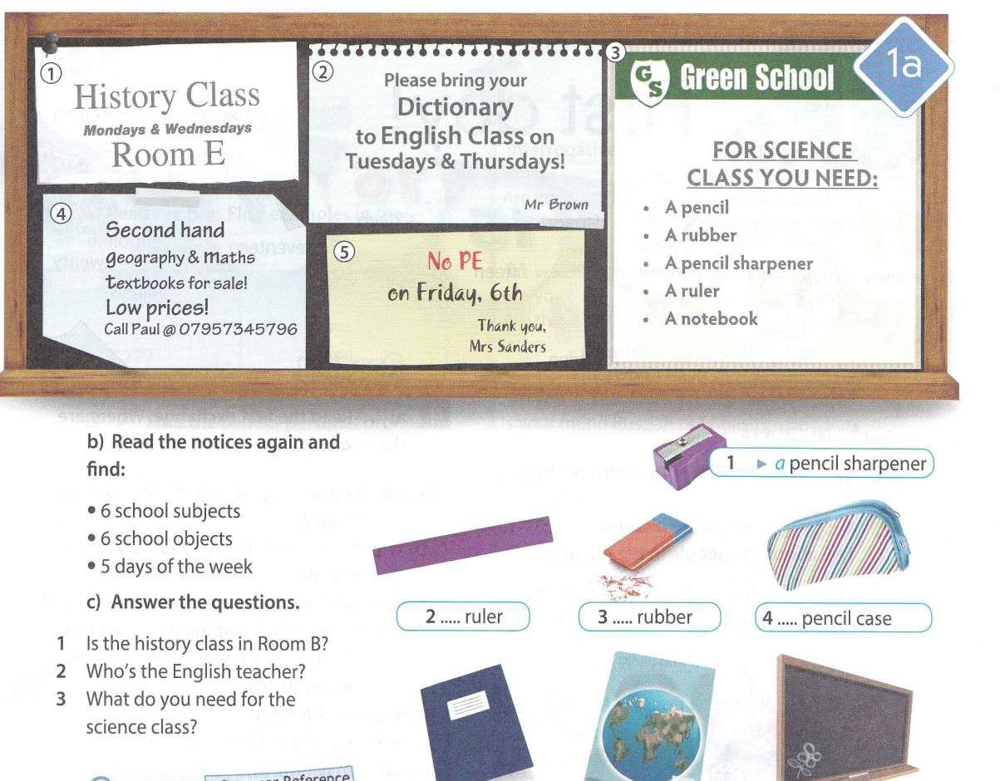 1
History Class
Mondays & Wednesdays
Room E
2
Please bring your
Dictionary
to English Class on
Tuesdays & Thursdays!
Mr Brown
3
GS Green School
1a
FOR SCIENCE
CLASS YOU NEED:
• A pencil
• A rubber
• A pencil sharpener
• A ruler
• A notebook
4
Second hand
geography & maths
textbooks for sale!
Low prices!
Call Paul @ 07957345796
5
No PE
on Friday, 6th
Thank you,
Mrs Sanders
b) Read the notices again and
find:
• 6 school subjects
• 6 school objects
• 5 days of the week
c) Answer the questions.
1 Is the history class in Room B?
2 Who's the English teacher?
3 What do you need for the
science class?
1 ► a pencil sharpener
2 ..... ruler
3 ..... rubber
4 ..... pencil case
Reference